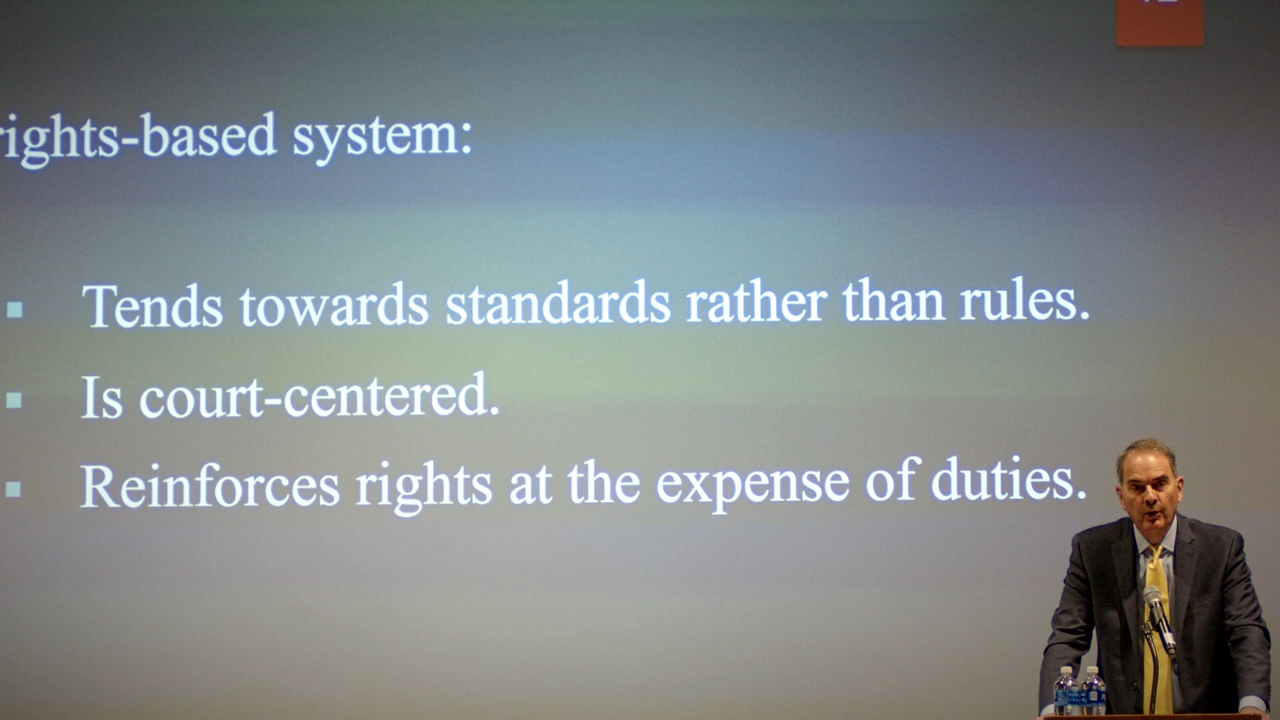 rights-based system:
Tends towards standards rather than rules.
Is court-centered.
Reinforces rights at the expense of duties.